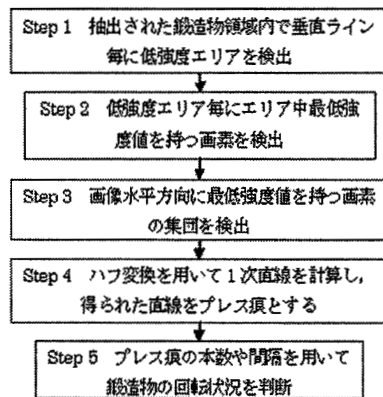 Step 1 抽出された鍛造物領域内で垂直ライン
毎に低強度エリアを検出
Step 2 低強度エリア毎にエリア中最低強
度値を持つ画素を検出
Step 3 画像水平方向に最低強度値を持つ画素
の集団を検出
Step 4 ハフ変換を用いて1次直線を計算し,
得られた直線をプレス痕とする
Step 5 プレス痕の本数や間隔を用いて
鍛造物の回転状況を判断